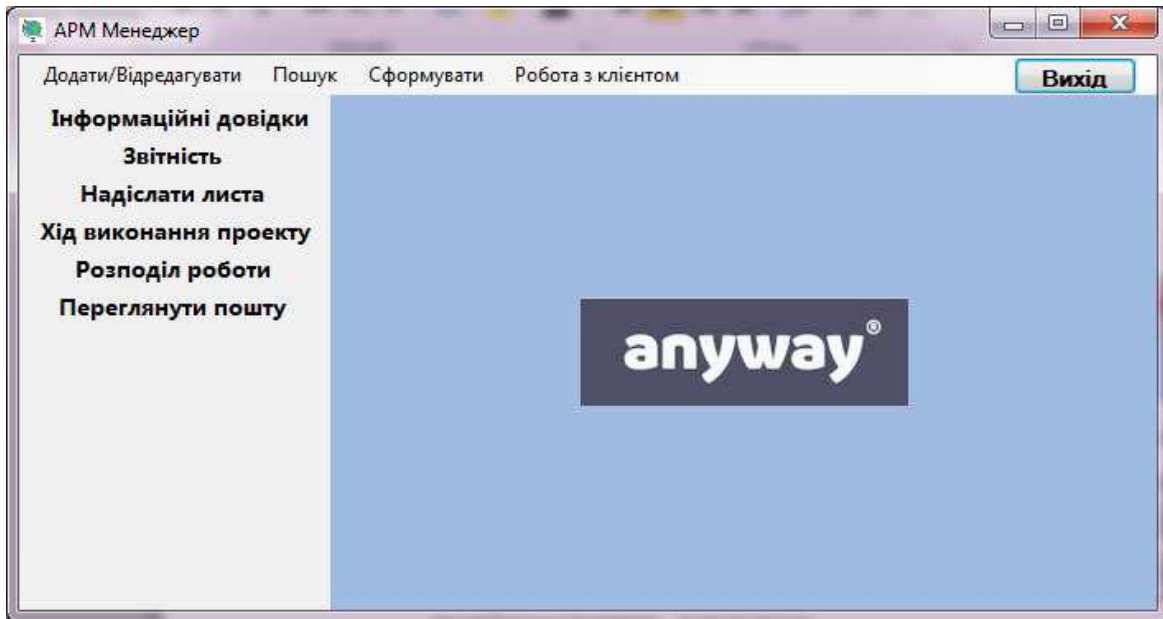 АРМ Менеджер
Додати/Відредагувати Пошук Сформувати Робота з клієнтом Вихід
Інформаційні довідки
Звітність
Надіслати листа
Хід виконання проекту
Розподіл роботи
Переглянути пошту
anyway®